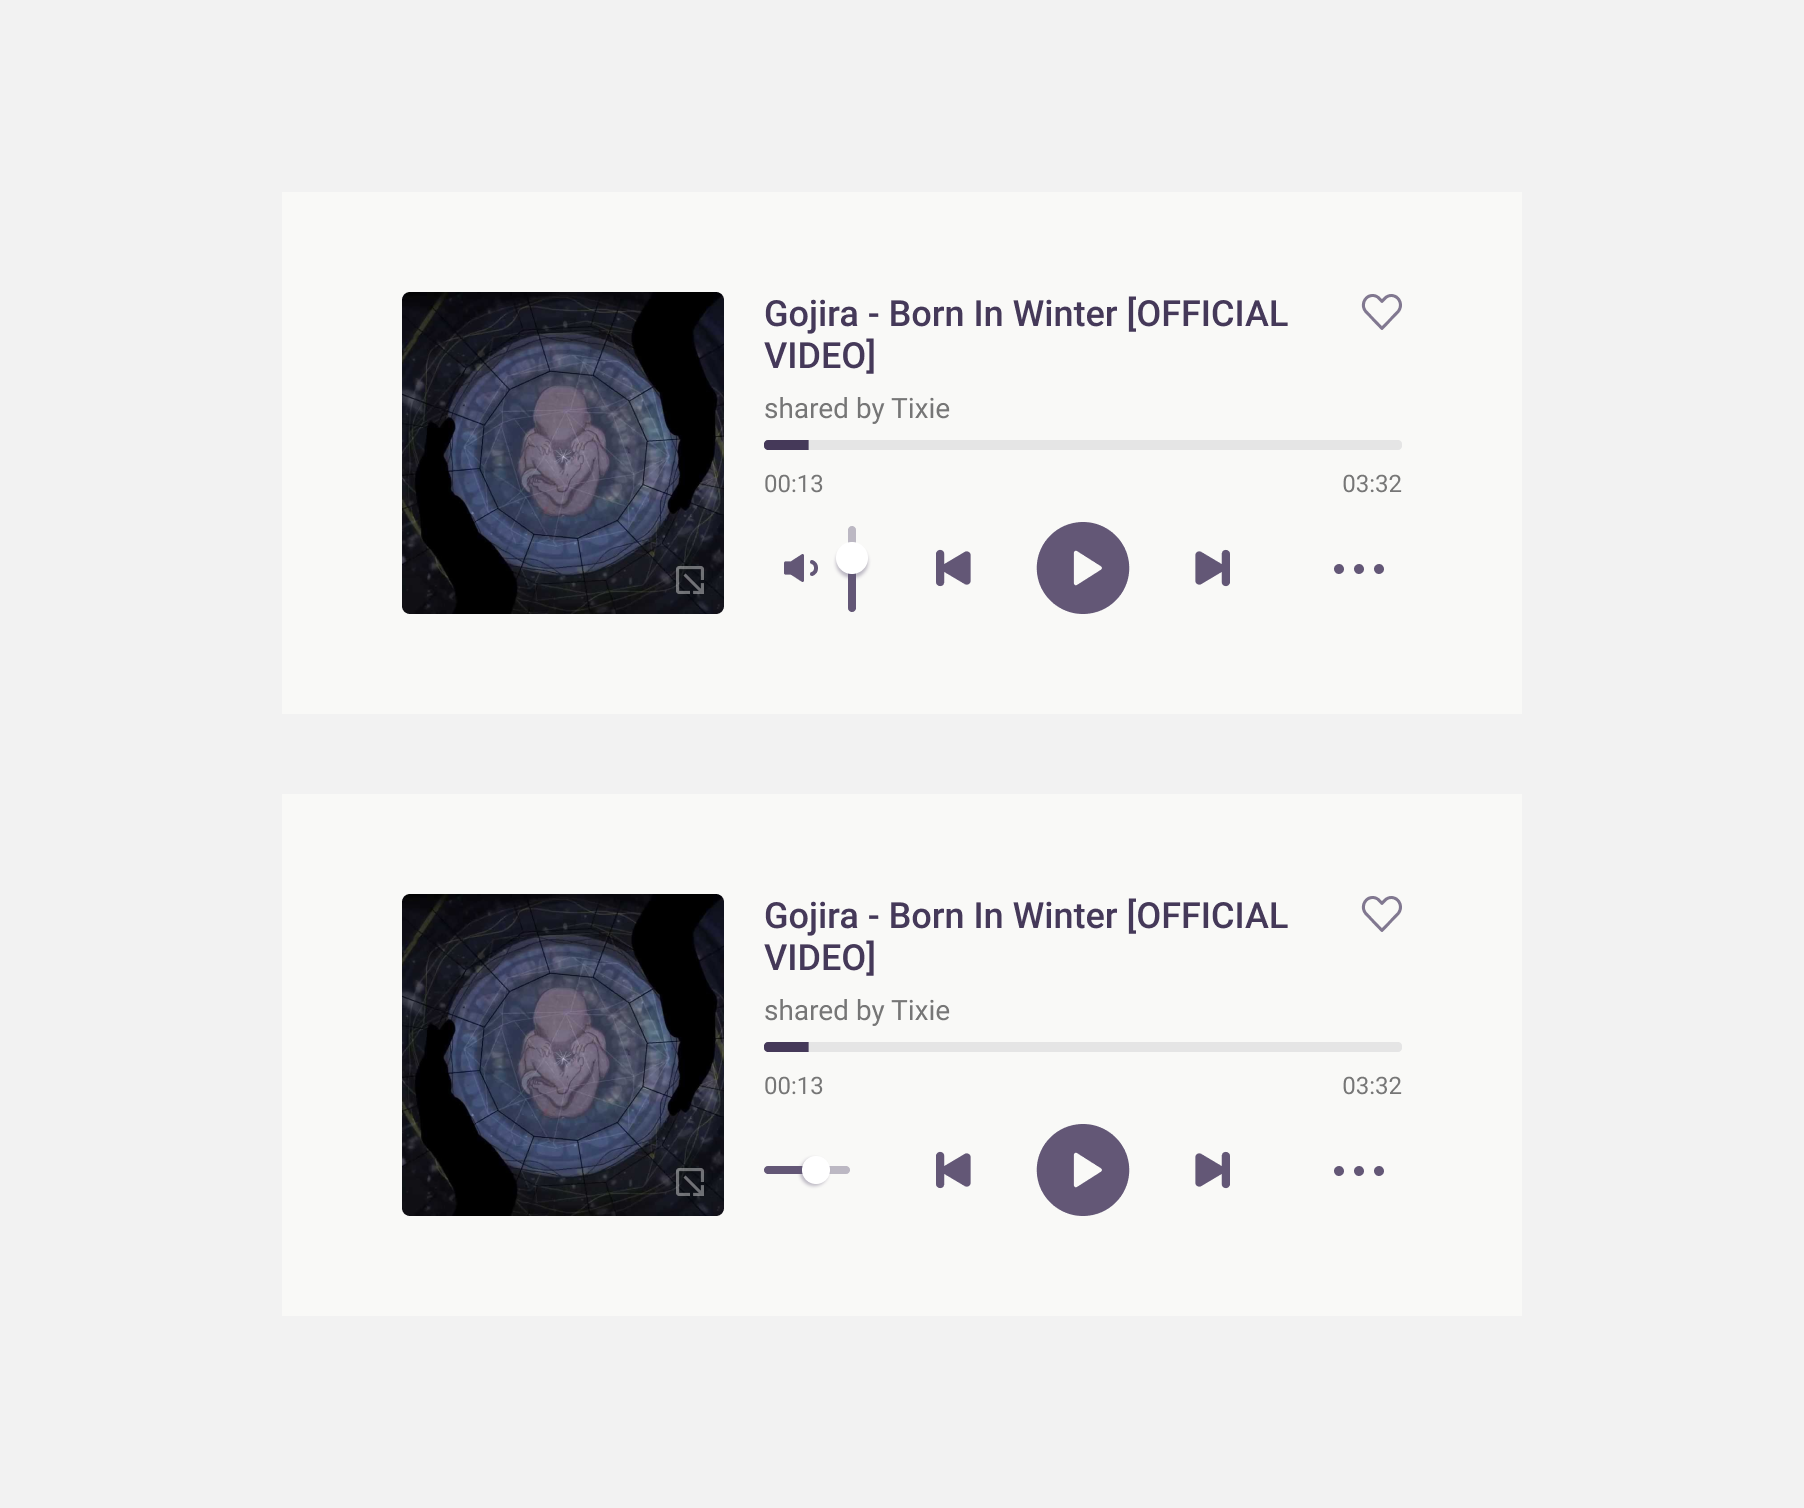 Gojira - Born In Winter [OFFICIAL
VIDEO]
shared by Tixie
00:13 03:32
Gojira - Born In Winter [OFFICIAL
VIDEO]
shared by Tixie
00:13 03:32